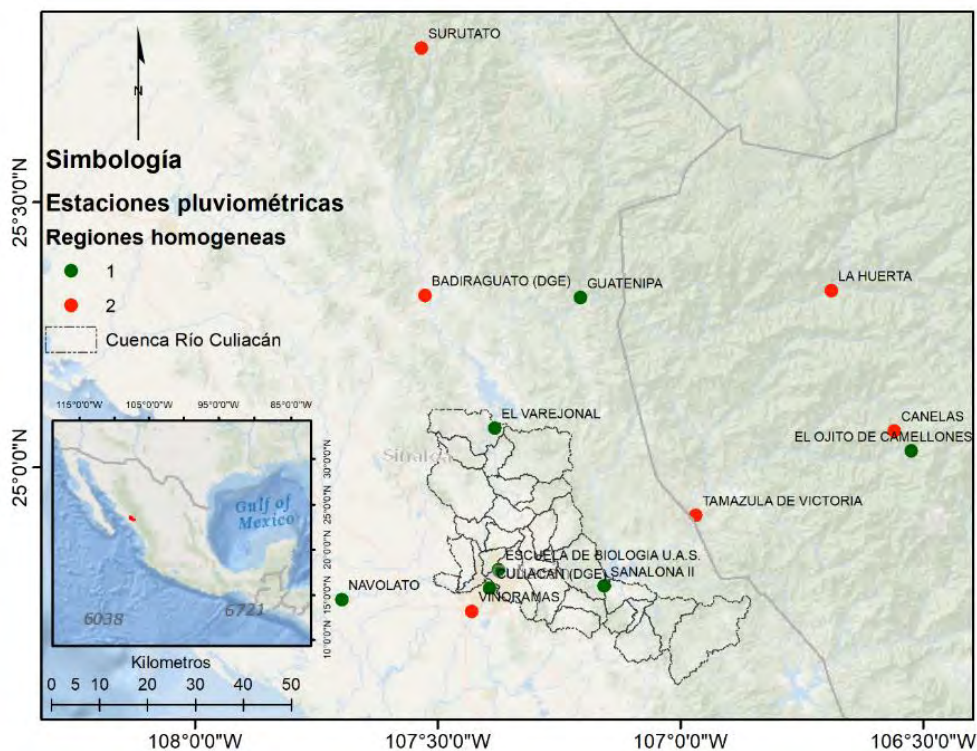 SURUTATO
N
Simbología
Estaciones pluviométricas
Regiones homogeneas
1
2
Cuenca Río Culiacán
BADIRAGUATO (DGE)
GUATENIPA
LA HUERTA
EL VAREJONAL
CANELAS
EL OJITO DE CAMELLONES
Sinaloa
TAMAZULA DE VICTORIA
ESCUELA DE BIOLOGIA U.A.S.
CULIACAN (DGE)
SANALONA II
NAVOLATO
VINORAMAS
25°30'0"N
25°0'0"N
115°0'0"W 105°0'0"W 95°0'0"W 85°0'0"W
30°0'0"N
25°0'0"N
20°0'0"N
15°0'0"N
10°0'0"N
Gulf of
Mexico
6038
6721
Kilometros
0 5 10 20 30 40 50
108°0'0"W 107°30'0"W 107°0'0"W 106°30'0"W